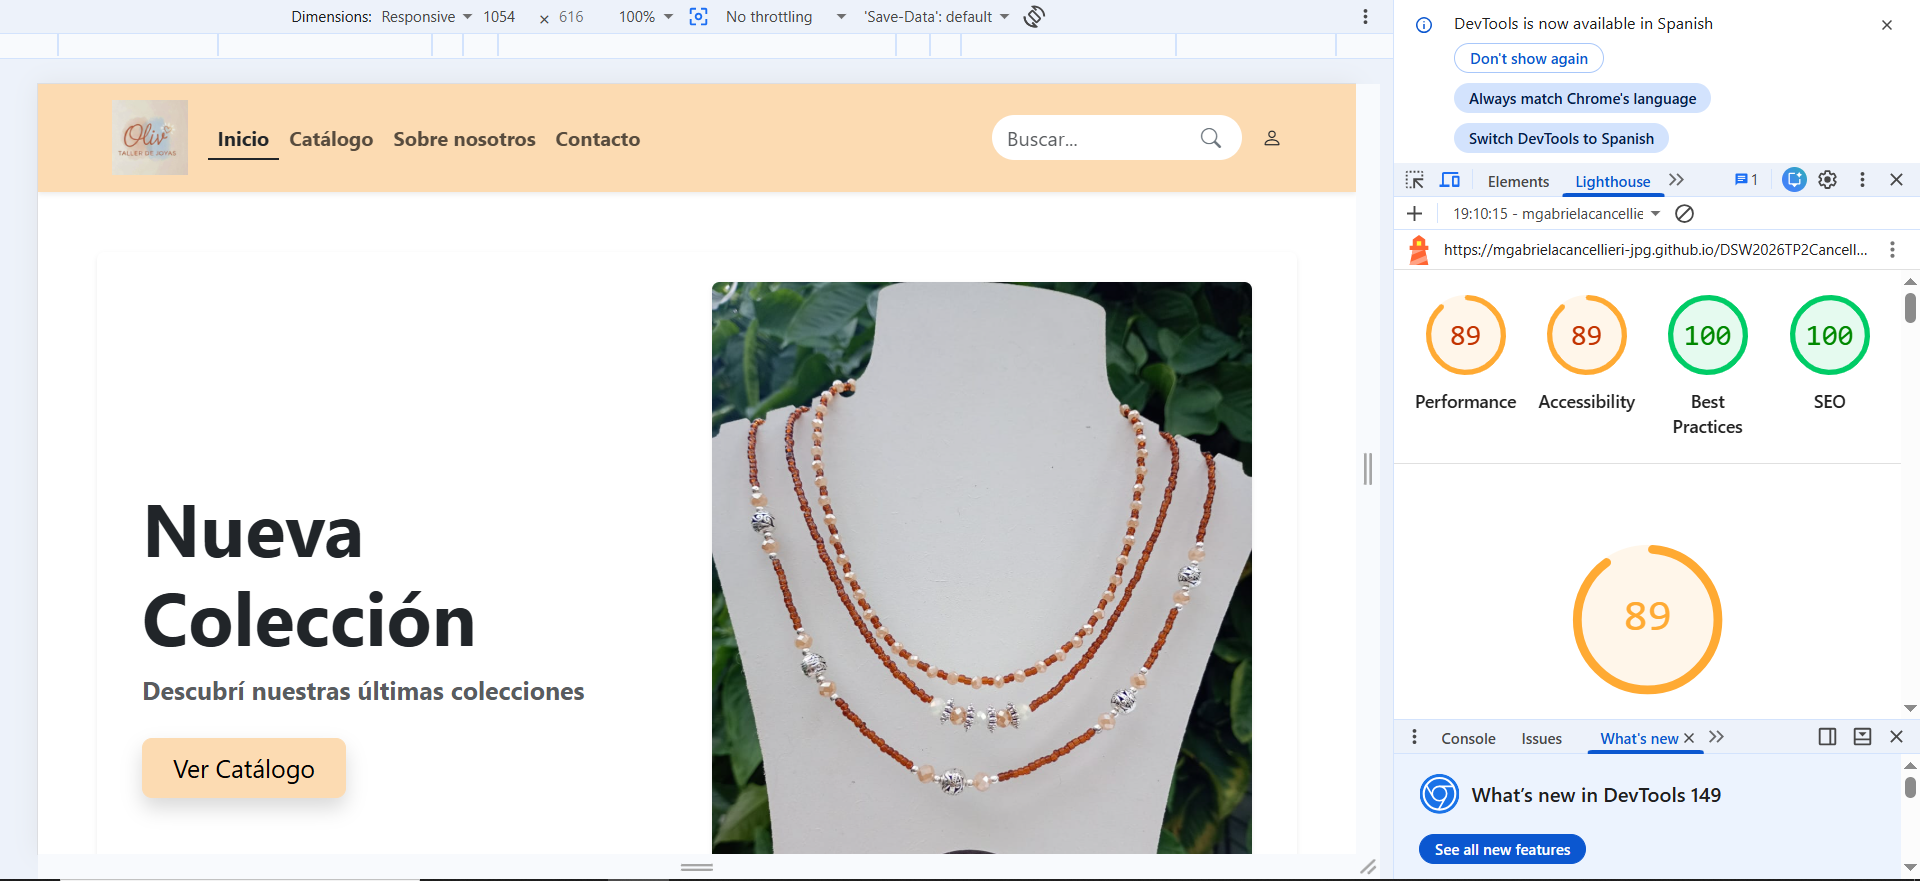 Dimensions: Responsive 1054 × 616 100% No throttling 'Save-Data': default
DevTools is now available in Spanish
Don't show again
Always match Chrome's language
Switch DevTools to Spanish
Oliv
TALLER DE JOYAS
Inicio Catálogo Sobre nosotros Contacto
Buscar...
Elements Lighthouse 1
19:10:15 - mgabrielacancellie
https://mgabrielacancellieri-jpg.github.io/DSW2026TP2Cancell...
89 89 100 100
Performance Accessibility Best Practices SEO
89
Nueva
Colección
Descubrí nuestras últimas colecciones
Ver Catálogo
Console Issues What's new
What's new in DevTools 149
See all new features